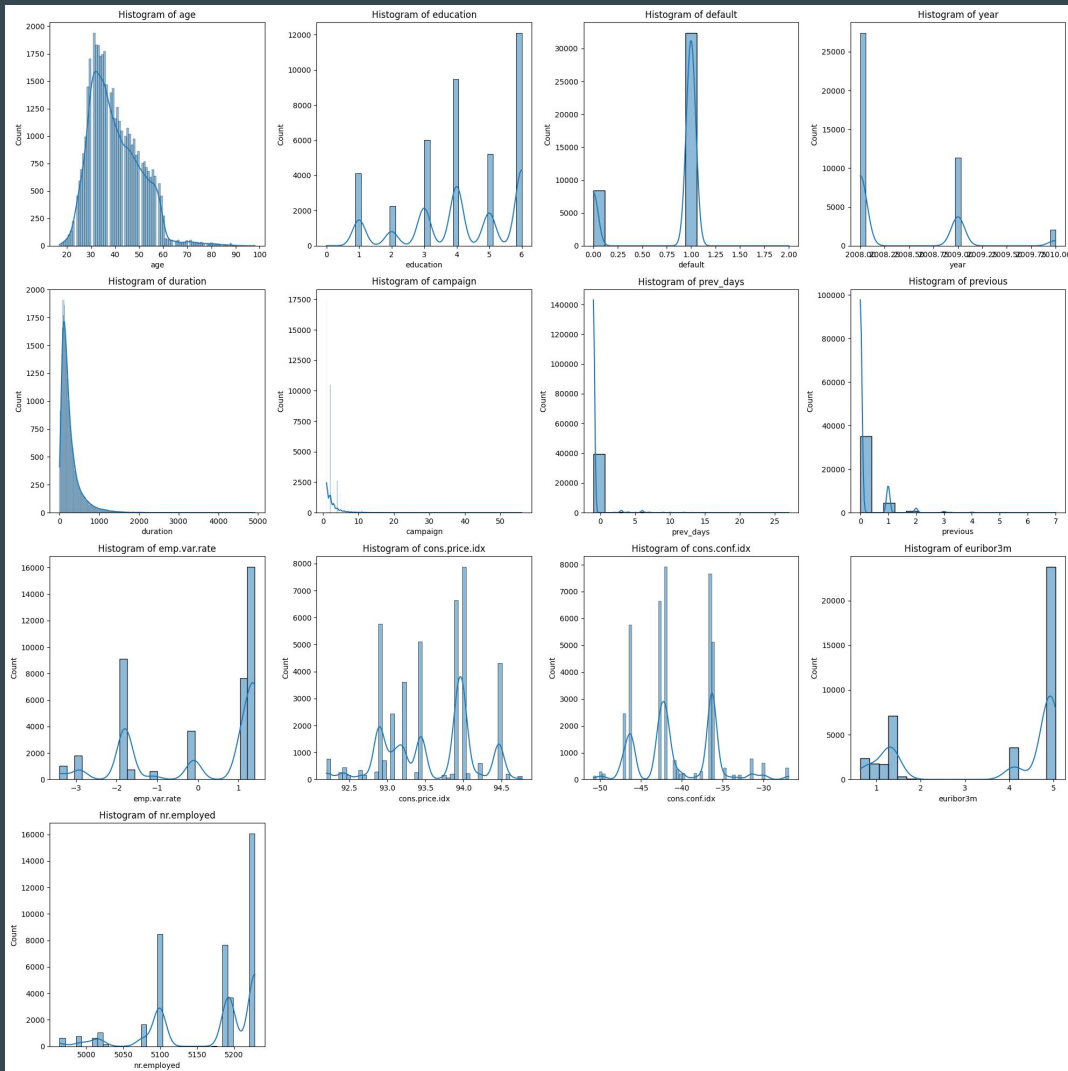 Histogram of age
Histogram of education
Histogram of default
Histogram of year
2000
1750
1500
1250
1000
750
500
250
0
Count
20 30 40 50 60 70 80 90 100
age
12000
10000
8000
6000
4000
2000
0
Count
0 1 2 3 4 5 6
education
30000
25000
20000
15000
10000
5000
0
Count
0.00 0.25 0.50 0.75 1.00 1.25 1.50 1.75 2.00
default
25000
20000
15000
10000
5000
0
Count
year
Histogram of duration
Histogram of campaign
Histogram of prev_days
Histogram of previous
2000
1750
1500
1250
1000
750
500
250
0
Count
0 1000 2000 3000 4000 5000
duration
17500
15000
12500
10000
7500
5000
2500
0
Count
0 10 20 30 40 50
campaign
140000
120000
100000
80000
60000
40000
20000
0
Count
0 5 10 15 20 25
prev_days
100000
80000
60000
40000
20000
0
Count
0 1 2 3 4 5 6 7
previous
Histogram of emp.var.rate
Histogram of cons.price.idx
Histogram of cons.conf.idx
Histogram of euribor3m
16000
14000
12000
10000
8000
6000
4000
2000
0
Count
−3 −2 −1 0 1
emp.var.rate
8000
7000
6000
5000
4000
3000
2000
1000
0
Count
92.5 93.0 93.5 94.0 94.5
cons.price.idx
8000
7000
6000
5000
4000
3000
2000
1000
0
Count
−50 −45 −40 −35 −30
cons.conf.idx
20000
15000
10000
5000
0
Count
1 2 3 4 5
euribor3m
Histogram of nr.employed
16000
14000
12000
10000
8000
6000
4000
2000
0
Count
5000 5050 5100 5150 5200
nr.employed